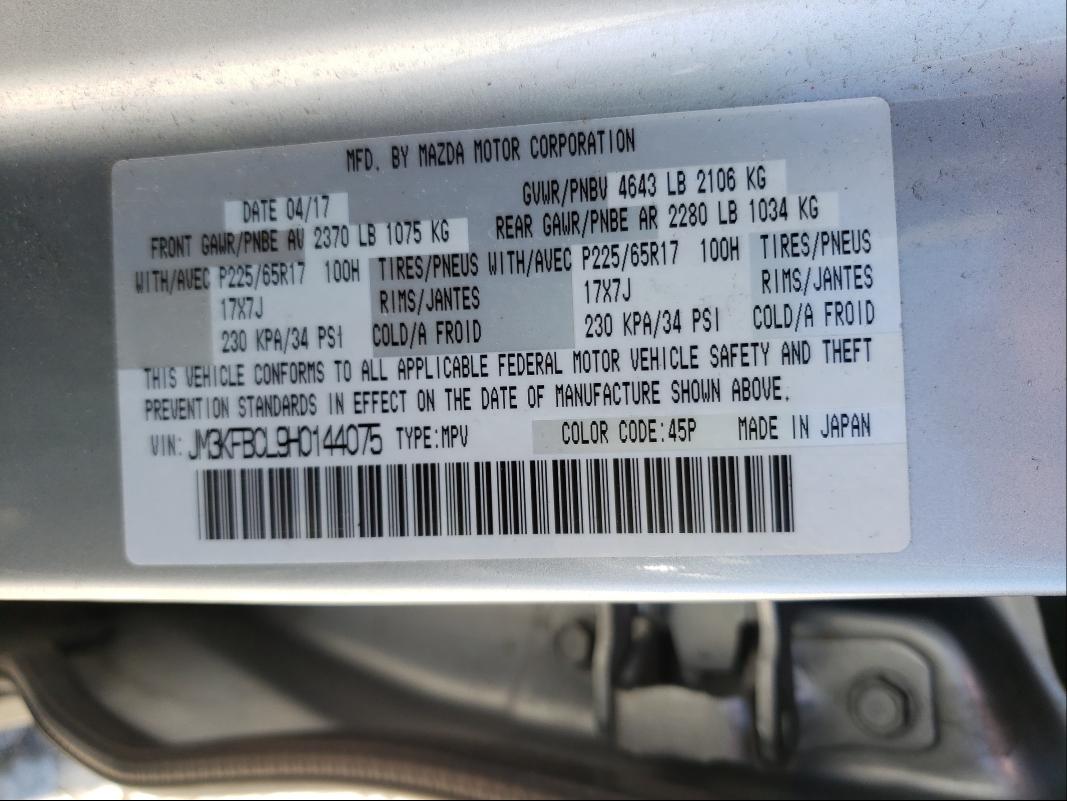 MFD. BY MAZDA MOTOR CORPORATION
DATE 04/17 GVWR/PNBV 4643 LB 2106 KG
FRONT GAWR/PNBE AV 2370 LB 1075 KG REAR GAWR/PNBE AR 2280 LB 1034 KG
WITH/AVEC P225/65R17 100H TIRES/PNEUS WITH/AVEC P225/65R17 100H TIRES/PNEUS
17X7J RIMS/JANTES 17X7J RIMS/JANTES
230 KPA/34 PSI COLD/A FROID 230 KPA/34 PSI COLD/A FROID
THIS VEHICLE CONFORMS TO ALL APPLICABLE FEDERAL MOTOR VEHICLE SAFETY AND THEFT
PREVENTION STANDARDS IN EFFECT ON THE DATE OF MANUFACTURE SHOWN ABOVE.
VIN: JM3KFBCL9H0144075 TYPE:MPV COLOR CODE:45P MADE IN JAPAN